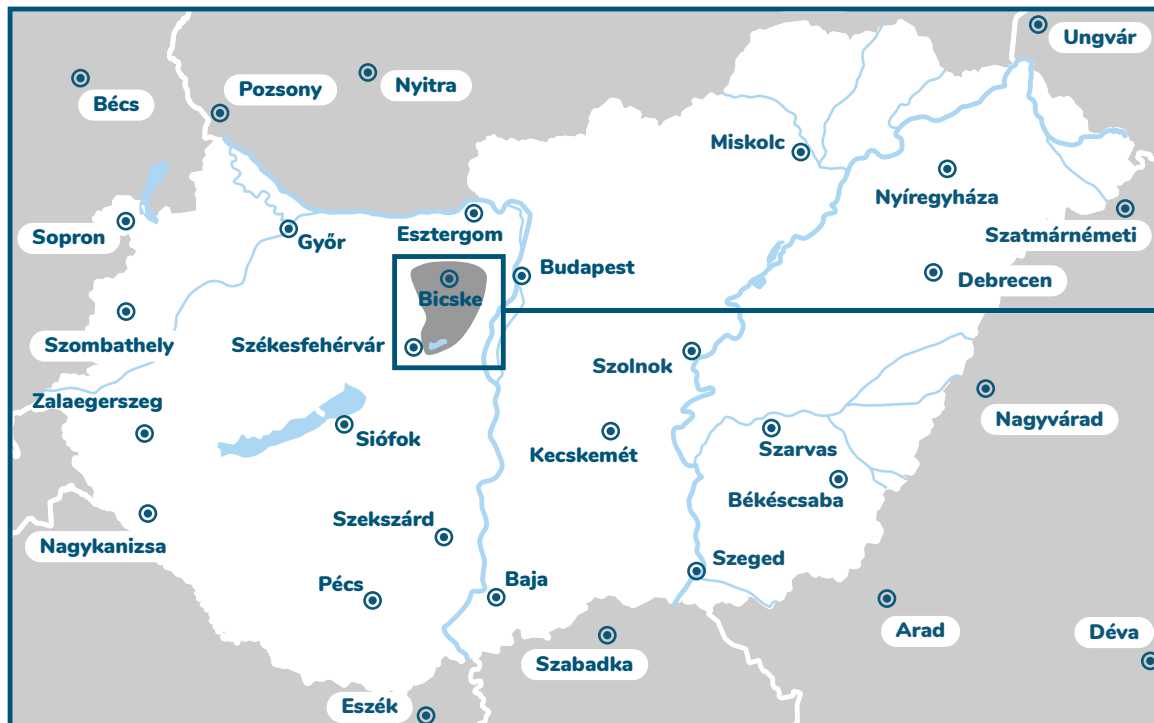 Ungvár
Bécs
Pozsony
Nyitra
Miskolc
Nyíregyháza
Sopron
Győr
Esztergom
Szatmárnémeti
Budapest
Debrecen
Bicske
Szombathely
Székesfehérvár
Szolnok
Zalaegerszeg
Siófok
Kecskemét
Szarvas
Nagyvárad
Békéscsaba
Nagykanizsa
Szekszárd
Szeged
Pécs
Baja
Arad
Déva
Szabadka
Eszék